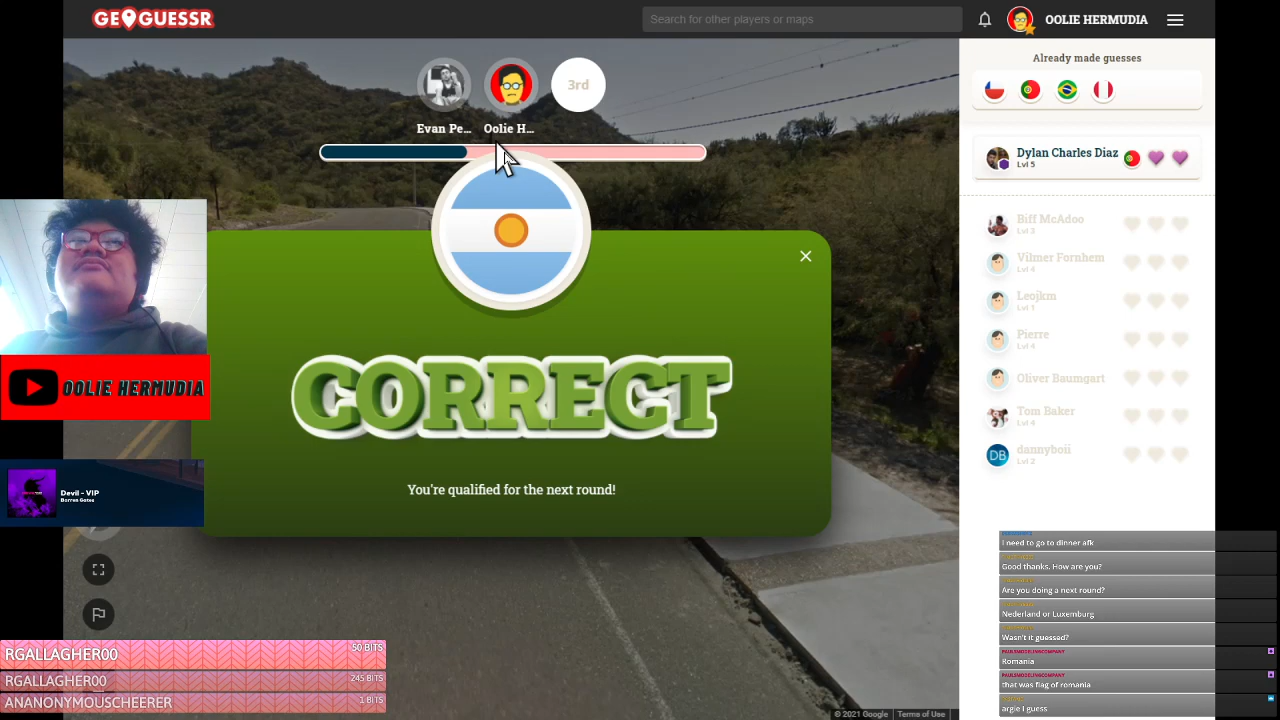 GEOGUESSR
Search for other players or maps
OOLIE HERMUDIA
3rd
Evan Pe...
Oolie H...
CORRECT
You're qualified for the next round!
Already made guesses
Dylan Charles Diaz
Lvl 5
Biff McAdoo
Lvl 3
Vilmer Fornhem
Lvl 4
Leojkm
Lvl 1
Pierre
Lvl 4
Oliver Baumgart
Tom Baker
Lvl 4
DB
dannyboii
Lvl 2
OOLIE HERMUDIA
Devil - VIP
Darren Gates
RGALLAGHER00
50 BITS
RGALLAGHER00
245 BITS
ANANONYMOUSCHEERER
1 BITS
I need to go to dinner afk
Good thanks. How are you?
Are you doing a next round?
Nederland or Luxemburg
Wasn't it guessed?
PAULSMODELINGCOMPANY
Romania
PAULSMODELINGCOMPANY
that was flag of romania
argie I guess
© 2021 Google
Terms of Use